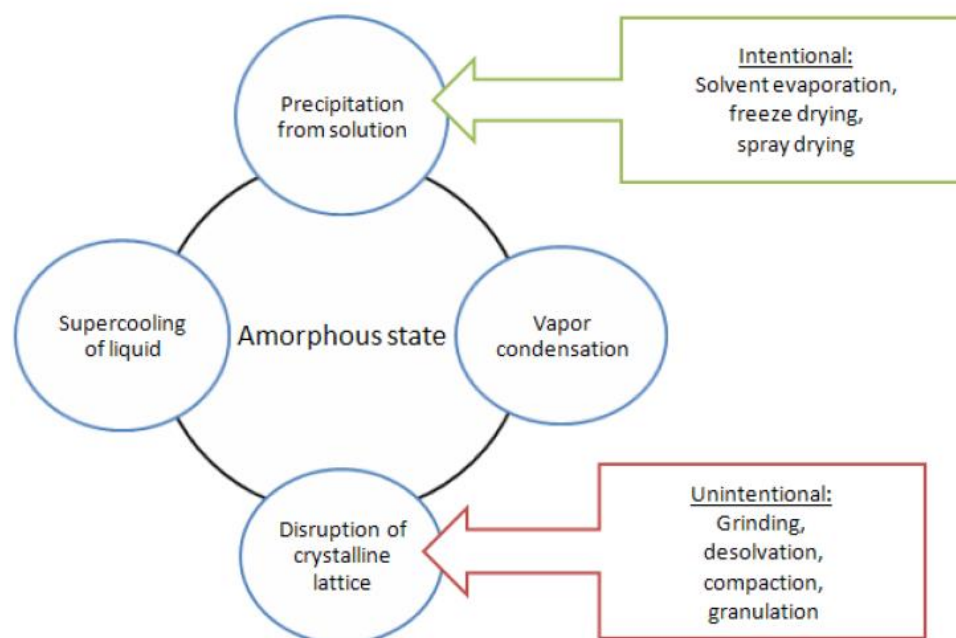 Precipitation
from solution
Intentional:
Solvent evaporation,
freeze drying,
spray drying
Supercooling
of liquid
Amorphous state
Vapor
condensation
Disruption of
crystalline
lattice
Unintentional:
Grinding,
desolvation,
compaction,
granulation